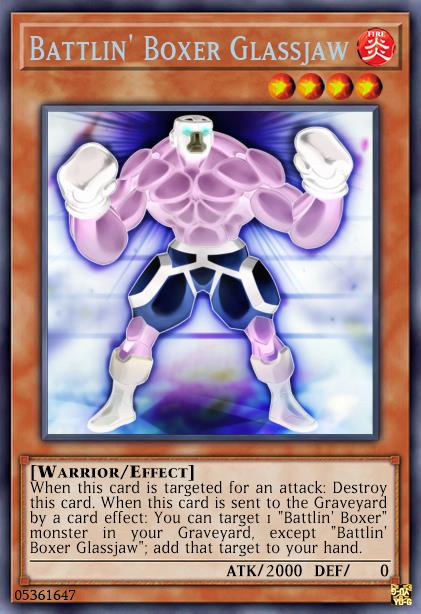 Battlin' Boxer Glassjaw
FIRE
炎
[Warrior/Effect]
When this card is targeted for an attack: Destroy
this card. When this card is sent to the Graveyard
by a card effect: You can target 1 "Battlin' Boxer"
monster in your Graveyard, except "Battlin'
Boxer Glassjaw"; add that target to your hand.
ATK/2000 DEF/ 0
05361647